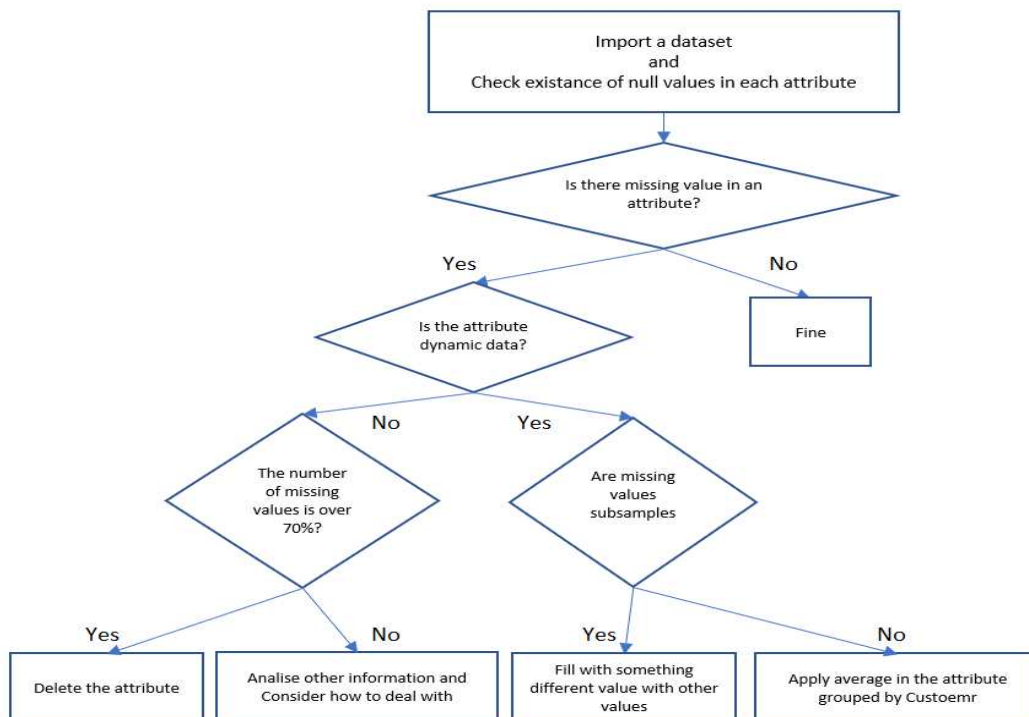 Import a dataset
and
Check existance of null values in each attribute
Is there missing value in an
attribute?
Yes
No
Is the attribute
dynamic data?
Fine
No
Yes
The number
of missing
values is over
70%?
Are missing
values
subsamples
Yes
No
Yes
No
Delete the attribute
Analise other information and
Consider how to deal with
Fill with something
different value with other
values
Apply average in the attribute
grouped by Custoemr